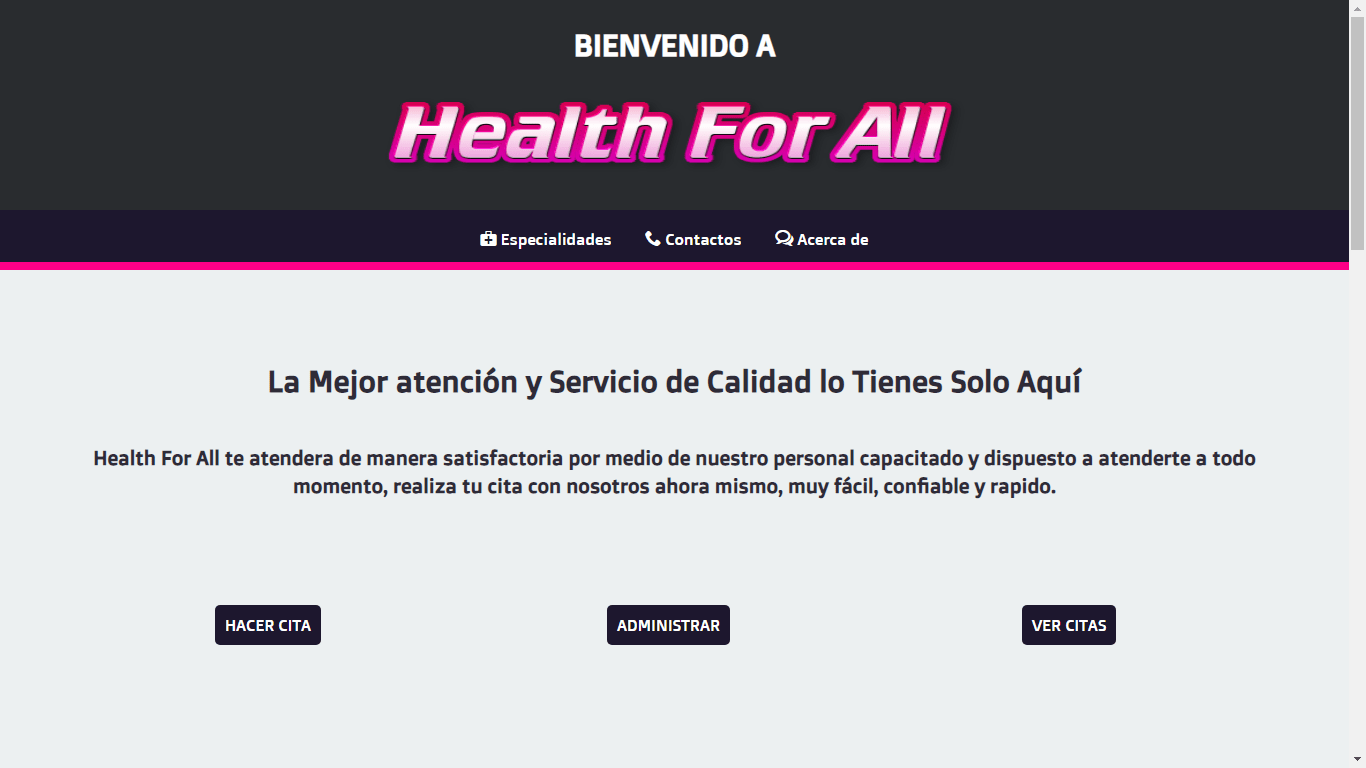 BIENVENIDO A
Health For All
Especialidades Contactos Acerca de
La Mejor atención y Servicio de Calidad lo Tienes Solo Aquí
Health For All te atendera de manera satisfactoria por medio de nuestro personal capacitado y dispuesto a atenderte a todo
momento, realiza tu cita con nosotros ahora mismo, muy fácil, confiable y rapido.
HACER CITA ADMINISTRAR VER CITAS